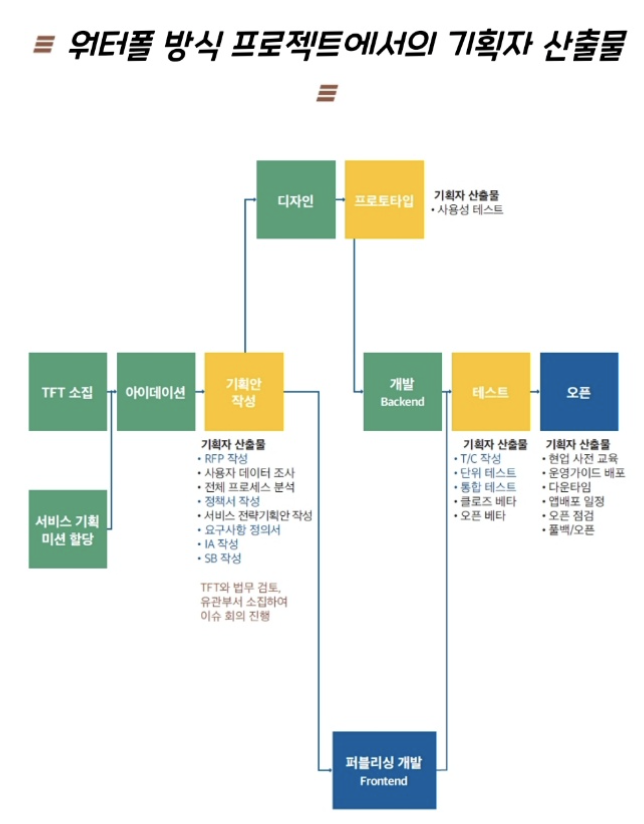 워터폴 방식 프로젝트에서의 기획자 산출물
디자인
프로토타입
기획자 산출물
• 사용성 테스트
TFT 소집
아이데이션
기획안
작성
개발
Backend
테스트
오픈
기획자 산출물
• RFP 작성
• 사용자 데이터 조사
• 전체 프로세스 분석
• 정책서 작성
• 서비스 전략기획안 작성
• 요구사항 정의서
• IA 작성
• SB 작성
TFT와 법무 검토,
유관부서 소집하여
이슈 회의 진행
기획자 산출물
• T/C 작성
• 단위 테스트
• 통합 테스트
• 클로즈 베타
• 오픈 베타
기획자 산출물
• 현업 사전 교육
• 운영가이드 배포
• 다운타임
• 앱배포 일정
• 오픈 점검
• 풀백/오픈
서비스 기획
미션 할당
퍼블리싱 개발
Frontend